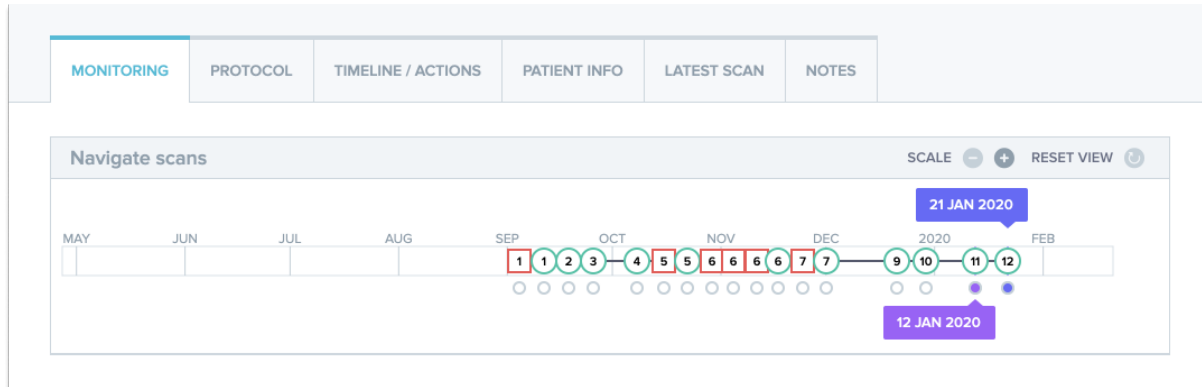 MONITORING PROTOCOL TIMELINE / ACTIONS PATIENT INFO LATEST SCAN NOTES
Navigate scans SCALE RESET VIEW
21 JAN 2020
MAY JUN JUL AUG SEP OCT NOV DEC 2020 FEB
1 1 2 3 4 5 5 6 6 6 6 7 7 9 10 11 12
12 JAN 2020